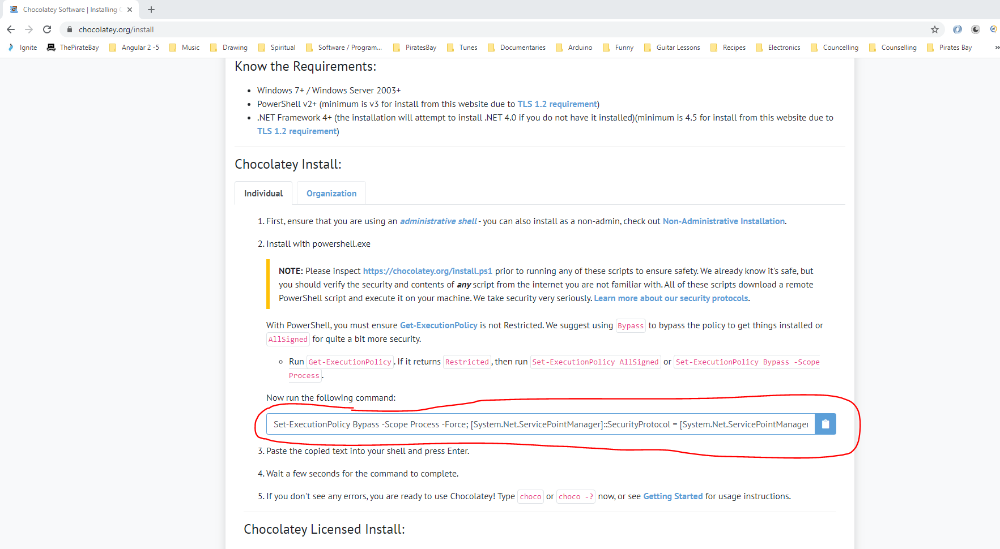 Chocolatey Software | Installing
chocolatey.org/install
Ignite ThePirateBay Angular 2 -5 Music Drawing Spiritual Software / Program... PiratesBay Tunes Documentaries Arduino Funny Guitar Lessons Recipes Electronics Councelling Counselling Pirates Bay »
Know the Requirements:
• Windows 7+ / Windows Server 2003+
• PowerShell v2+ (minimum is v3 for install from this website due to TLS 1.2 requirement)
• .NET Framework 4+ (the installation will attempt to install .NET 4.0 if you do not have it installed)(minimum is 4.5 for install from this website due to
TLS 1.2 requirement)
Chocolatey Install:
Individual Organization
1. First, ensure that you are using an administrative shell - you can also install as a non-admin, check out Non-Administrative Installation.
2. Install with powershell.exe
NOTE: Please inspect https://chocolatey.org/install.ps1 prior to running any of these scripts to ensure safety. We already know it's safe, but
you should verify the security and contents of any script from the internet you are not familiar with. All of these scripts download a remote
PowerShell script and execute it on your machine. We take security very seriously. Learn more about our security protocols.
With PowerShell, you must ensure Get-ExecutionPolicy is not Restricted. We suggest using Bypass to bypass the policy to get things installed or
AllSigned for quite a bit more security.
Run Get-ExecutionPolicy. If it returns Restricted, then run Set-ExecutionPolicy AllSigned or Set-ExecutionPolicy Bypass -Scope
Process.
Now run the following command:
Set-ExecutionPolicy Bypass -Scope Process -Force; [System.Net.ServicePointManager]::SecurityProtocol = [System.Net.ServicePointManager
3. Paste the copied text into your shell and press Enter.
4. Wait a few seconds for the command to complete.
5. If you don't see any errors, you are ready to use Chocolatey! Type choco or choco -? now, or see Getting Started for usage instructions.
Chocolatey Licensed Install: